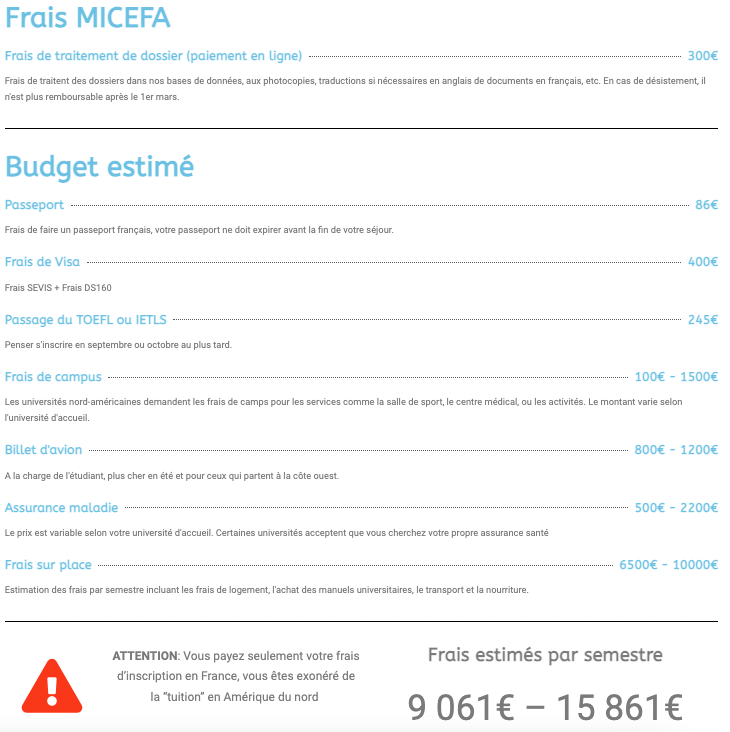 Frais MICEFA
Frais de traitement de dossier (paiement en ligne) 300€
Frais de traitent des dossiers dans nos bases de données, aux photocopies, traductions si nécessaires en anglais de documents en français, etc. En cas de désistement, il
n'est plus remboursable après le 1er mars.
Budget estimé
Passeport 86€
Frais de faire un passeport français, votre passeport ne doit expirer avant la fin de votre séjour.
Frais de Visa 400€
Frais SEVIS + Frais DS160
Passage du TOEFL ou IETLS 245€
Penser s'inscrire en septembre ou octobre au plus tard.
Frais de campus 100€ - 1500€
Les universités nord-américaines demandent les frais de camps pour les services comme la salle de sport, le centre médical, ou les activités. Le montant varie selon
l'université d'accueil.
Billet d'avion 800€ - 1200€
A la charge de l'étudiant, plus cher en été et pour ceux qui partent à la côte ouest.
Assurance maladie 500€ - 2200€
Le prix est variable selon votre université d'accueil. Certaines universités acceptent que vous cherchez votre propre assurance santé
Frais sur place 6500€ - 10000€
Estimation des frais par semestre incluant les frais de logement, l'achat des manuels universitaires, le transport et la nourriture.
ATTENTION: Vous payez seulement votre frais
d'inscription en France, vous êtes exonéré de
la "tuition" en Amérique du nord
Frais estimés par semestre
9 061€ – 15 861€